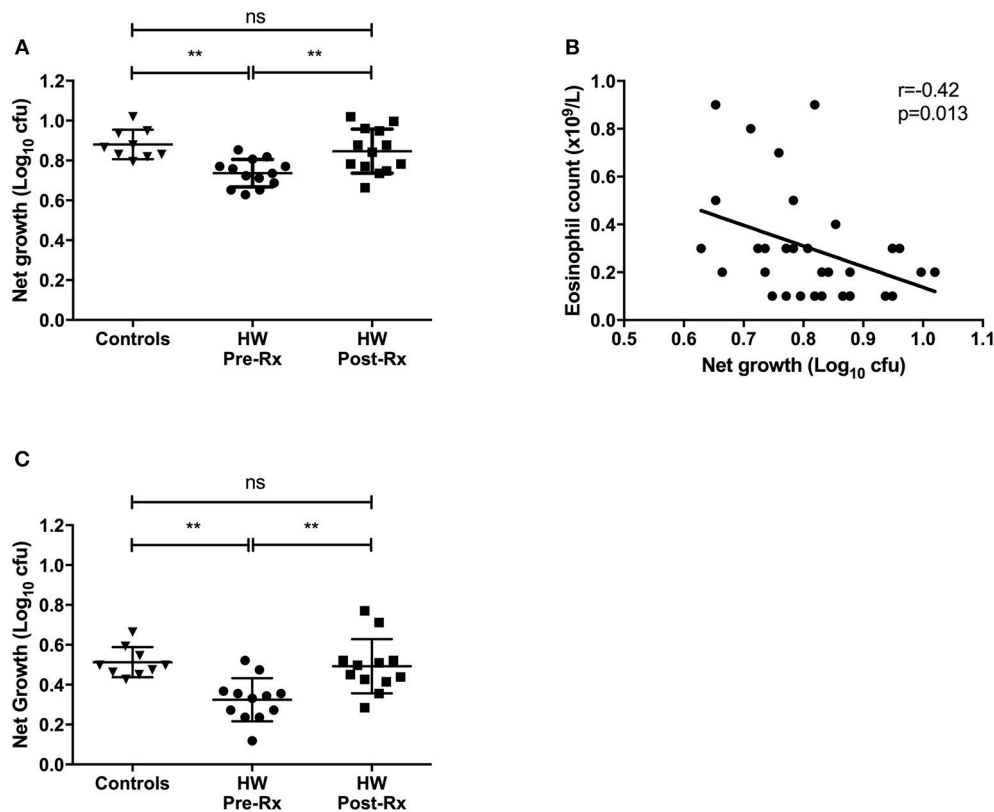 A
ns
**
**
Net growth (Log10 cfu)
1.2
1.0
0.8
0.6
0.4
0.2
0.0
Controls
HW
Pre-Rx
HW
Post-Rx
B
r=-0.42
p=0.013
Eosinophil count (x10⁹/L)
1.0
0.8
0.6
0.4
0.2
0.0
0.5
0.6
0.7
0.8
0.9
1.0
1.1
Net growth (Log10 cfu)
C
ns
**
**
Net Growth (Log10 cfu)
1.2
1.0
0.8
0.6
0.4
0.2
0.0
Controls
HW
Pre-Rx
HW
Post-Rx